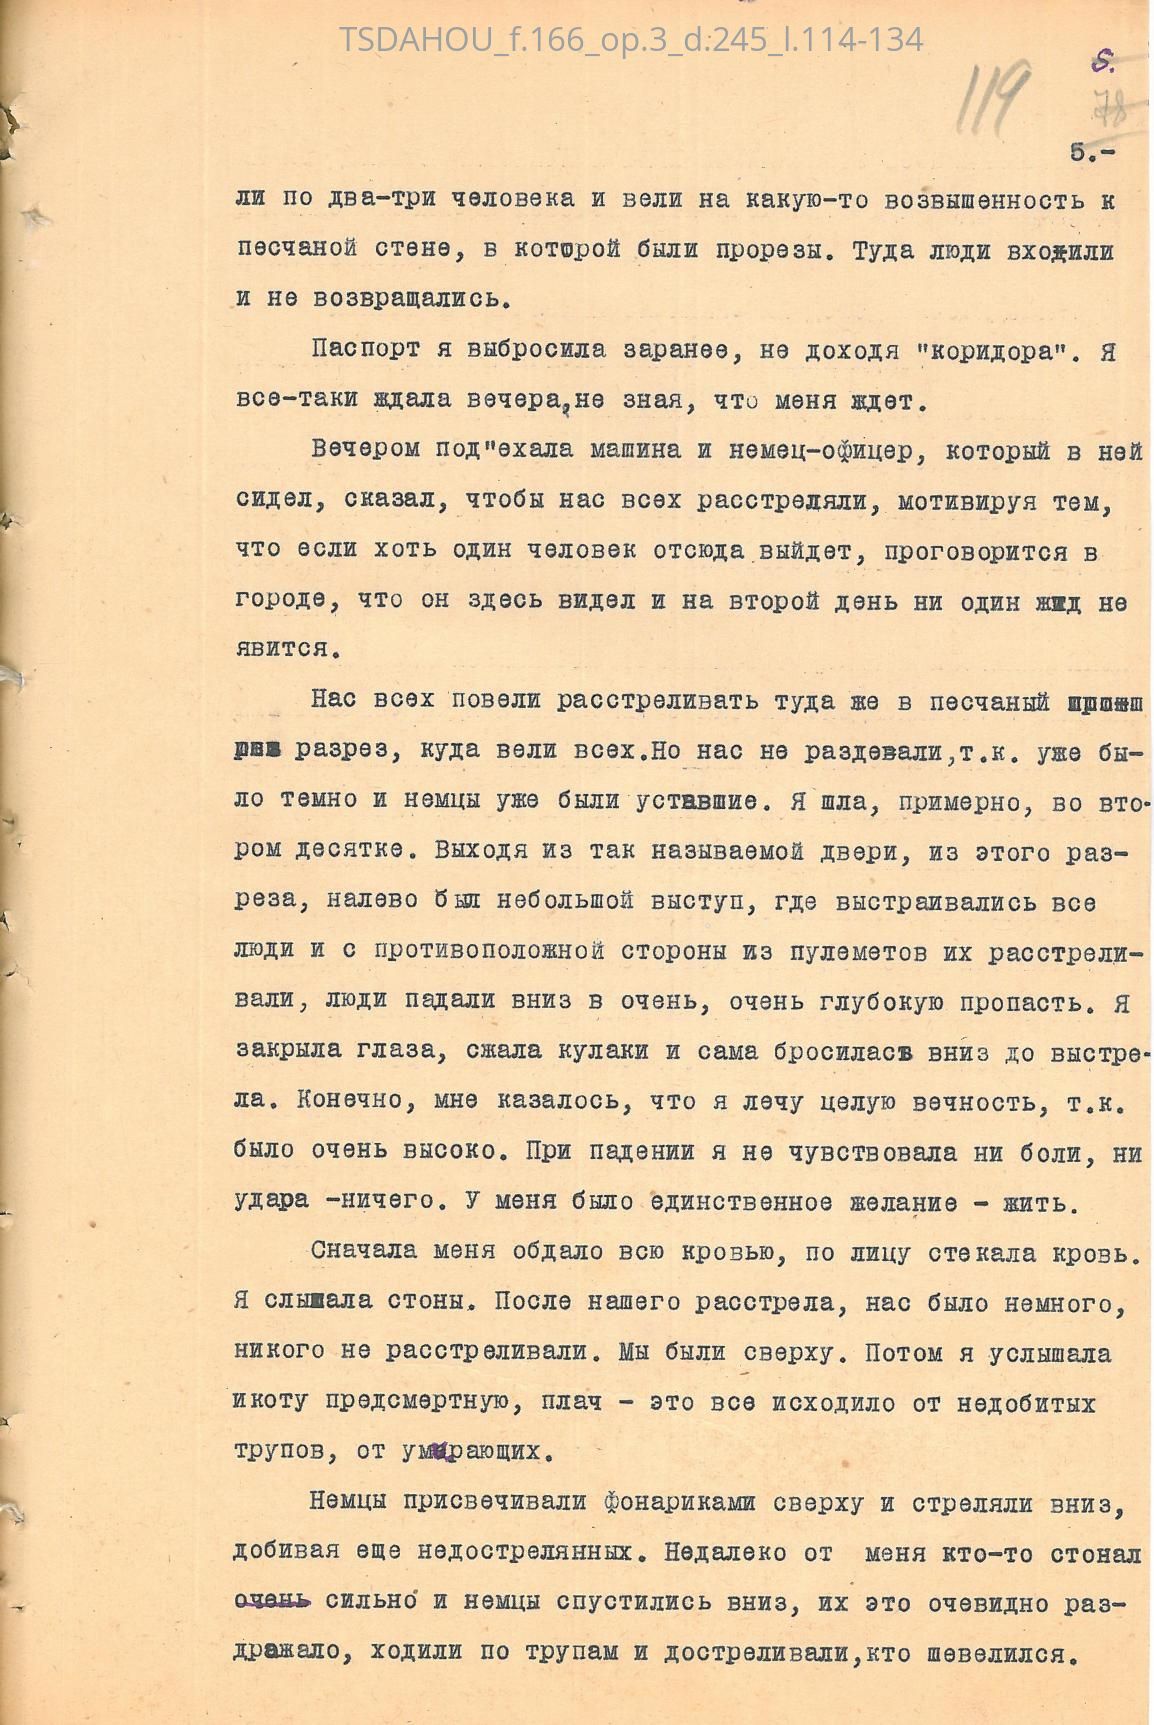 TSDAHOU_f.166_op.3_d.245_l.114-134
S.
119
78
5.-
ли по два-три человека и вели на какую-то возвышенность к
песчаной стене, в которой были прорезы. Туда люди входили
и не возвращались.
Паспорт я выбросила заранее, не доходя "коридора". Я
все-таки ждала вечера,не зная, что меня ждет.
Вечером под"ехала машина и немец-офицер, который в ней
сидел, сказал, чтобы нас всех расстреляли, мотивируя тем,
что если хоть один человек отсюда выйдет, проговорится в
городе, что он здесь видел и на второй день ни один жид не
явится.
Нас всех повели расстреливать туда же в песчаный
разрез, куда вели всех.Но нас не раздевали,т.к. уже бы-
ло темно и немцы уже были уставшие. Я шла, примерно, во вто-
ром десятке. Выходя из так называемой двери, из этого раз-
реза, налево был небольшой выступ, где выстраивались все
люди и с противоположной стороны из пулеметов их расстрели-
вали, люди падали вниз в очень, очень глубокую пропасть. Я
закрыла глаза, сжала кулаки и сама бросилась вниз до выстре-
ла. Конечно, мне казалось, что я лечу целую вечность, т.к.
было очень высоко. При падении я не чувствовала ни боли, ни
удара -ничего. У меня было единственное желание - жить.
Сначала меня обдало всю кровью, по лицу стекала кровь.
Я слышала стоны. После нашего расстрела, нас было немного,
никого не расстреливали. Мы были сверху. Потом я услышала
икоту предсмертную, плач - это все исходило от недобитых
трупов, от умирающих.
Немцы присвечивали фонариками сверху и стреляли вниз,
добивая еще недострелянных. Недалеко от меня кто-то стонал
очень сильно и немцы спустились вниз, их это очевидно раз-
дражало, ходили по трупам и достреливали,кто шевелился.